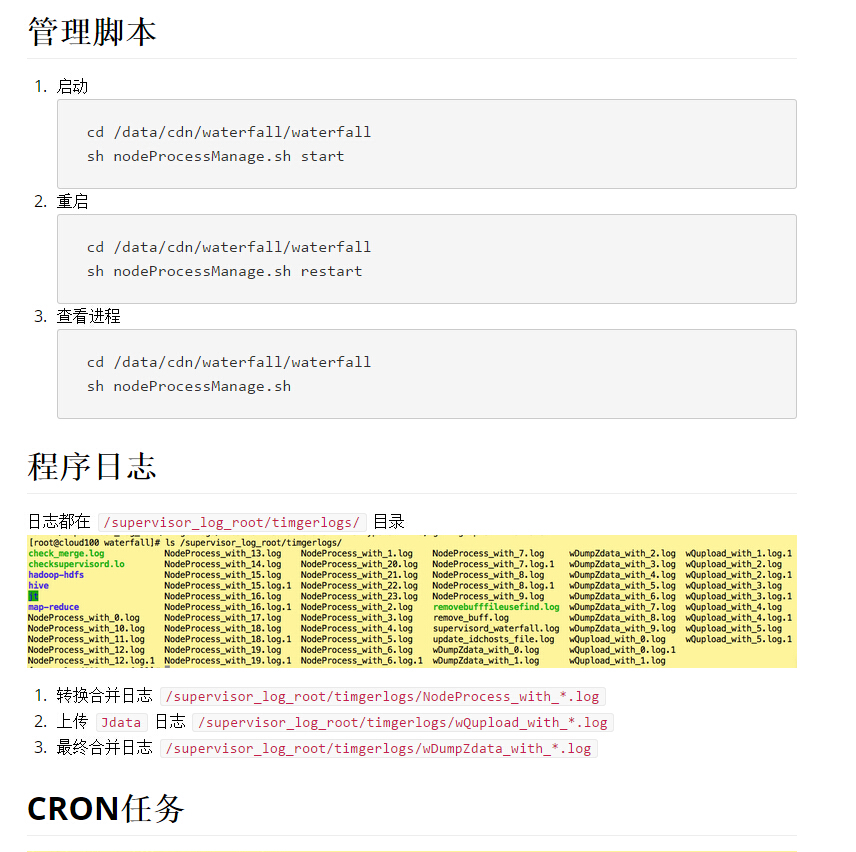 管理脚本
1. 启动
cd /data/cdn/waterfall/waterfall
sh nodeProcessManage.sh start
2. 重启
cd /data/cdn/waterfall/waterfall
sh nodeProcessManage.sh restart
3. 查看进程
cd /data/cdn/waterfall/waterfall
sh nodeProcessManage.sh
程序日志
日志都在 /supervisor_log_root/timgerlogs/ 目录
[root@cloud100 waterfall]# ls /supervisor_log_root/timgerlogs/
check_merge.log NodeProcess_with_13.log NodeProcess_with_1.log NodeProcess_with_7.log wDumpZdata_with_2.log wQupload_with_1.log.1
checksupervisord.lo NodeProcess_with_14.log NodeProcess_with_20.log NodeProcess_with_7.log.1 wDumpZdata_with_3.log wQupload_with_2.log
hadoop-hdfs NodeProcess_with_15.log NodeProcess_with_21.log NodeProcess_with_8.log wDumpZdata_with_4.log wQupload_with_2.log.1
hive NodeProcess_with_15.log.1 NodeProcess_with_22.log NodeProcess_with_8.log.1 wDumpZdata_with_5.log wQupload_with_3.log
jt NodeProcess_with_16.log NodeProcess_with_23.log NodeProcess_with_9.log wDumpZdata_with_6.log wQupload_with_3.log.1
map-reduce NodeProcess_with_16.log.1 NodeProcess_with_2.log removebufffileusefind.log wDumpZdata_with_7.log wQupload_with_4.log
NodeProcess_with_0.log NodeProcess_with_17.log NodeProcess_with_3.log remove_buff.log wDumpZdata_with_8.log wQupload_with_4.log.1
NodeProcess_with_10.log NodeProcess_with_18.log NodeProcess_with_4.log supervisord_waterfall.log wDumpZdata_with_9.log wQupload_with_5.log
NodeProcess_with_11.log NodeProcess_with_18.log.1 NodeProcess_with_5.log update_idchosts_file.log wQupload_with_0.log wQupload_with_5.log.1
NodeProcess_with_12.log NodeProcess_with_19.log NodeProcess_with_6.log wDumpZdata_with_0.log wQupload_with_0.log.1
NodeProcess_with_12.log.1 NodeProcess_with_19.log.1 NodeProcess_with_6.log.1 wDumpZdata_with_1.log wQupload_with_1.log
1. 转换合并日志 /supervisor_log_root/timgerlogs/NodeProcess_with_*.log
2. 上传 Jdata 日志 /supervisor_log_root/timgerlogs/wQupload_with_*.log
3. 最终合并日志 /supervisor_log_root/timgerlogs/wDumpZdata_with_*.log
CRON任务